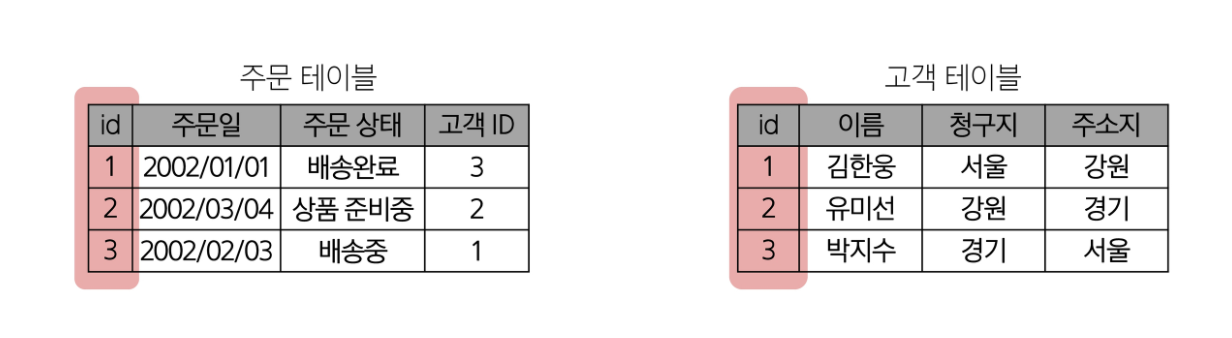 주문 테이블
id 주문일 주문 상태 고객 ID
1 2002/01/01 배송완료 3
2 2002/03/04 상품 준비중 2
3 2002/02/03 배송중 1
고객 테이블
id 이름 청구지 주소지
1 김한웅 서울 강원
2 유미선 강원 경기
3 박지수 경기 서울